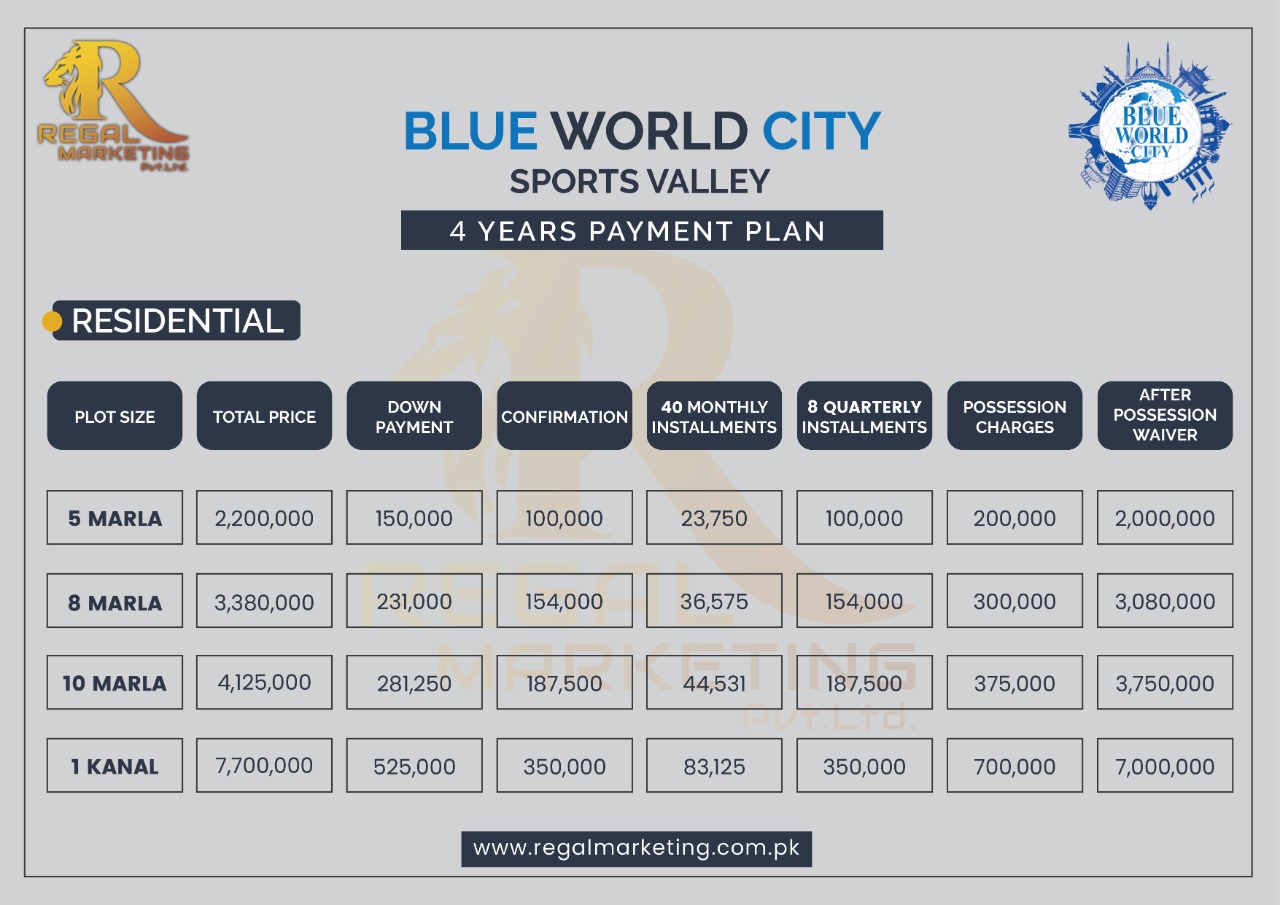 REGAL
MARKETING
Pvt.Ltd.
BLUE WORLD CITY
SPORTS VALLEY
4 YEARS PAYMENT PLAN
BLUE
WORLD
CITY
RESIDENTIAL
PLOT SIZE TOTAL PRICE DOWN PAYMENT CONFIRMATION 40 MONTHLY INSTALLMENTS 8 QUARTERLY INSTALLMENTS POSSESSION CHARGES AFTER POSSESSION WAIVER
5 MARLA 2,200,000 150,000 100,000 23,750 100,000 200,000 2,000,000
8 MARLA 3,380,000 231,000 154,000 36,575 154,000 300,000 3,080,000
10 MARLA 4,125,000 281,250 187,500 44,531 187,500 375,000 3,750,000
1 KANAL 7,700,000 525,000 350,000 83,125 350,000 700,000 7,000,000
REGAL
MARKETING
Pvt.Ltd.
www.regalmarketing.com.pk